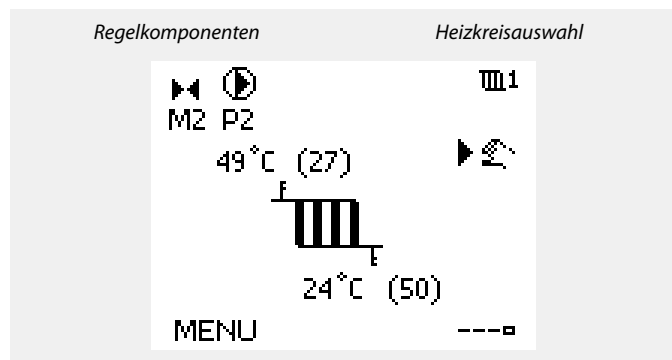 Regelkomponenten Heizkreisauswahl
1
M2 P2
49°C (27)
24°C (50)
MENU ---